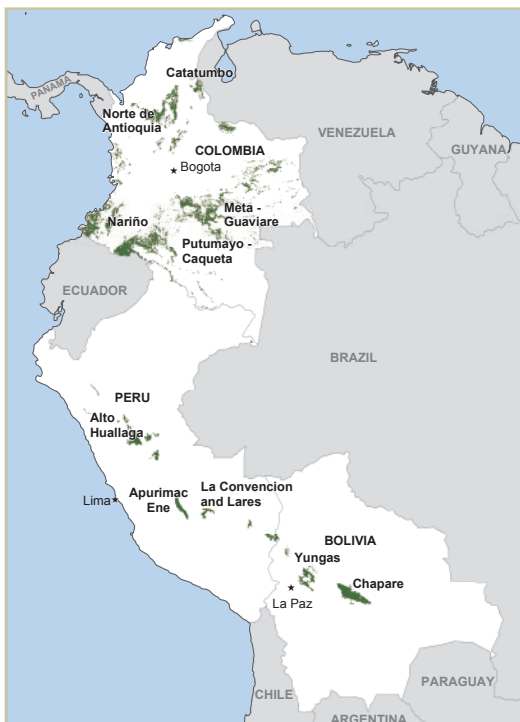 Catatumbo
PANAMA
Norte de
Antioquia
VENEZUELA
GUYANA
COLOMBIA
Bogota
Meta -
Guaviare
Nariño
Putumayo -
Caqueta
ECUADOR
BRAZIL
PERU
Alto
Huallaga
La Convencion
and Lares
Apurimac
Ene
Lima
BOLIVIA
Yungas
Chapare
La Paz
PARAGUAY
CHILE
ARGENTINA